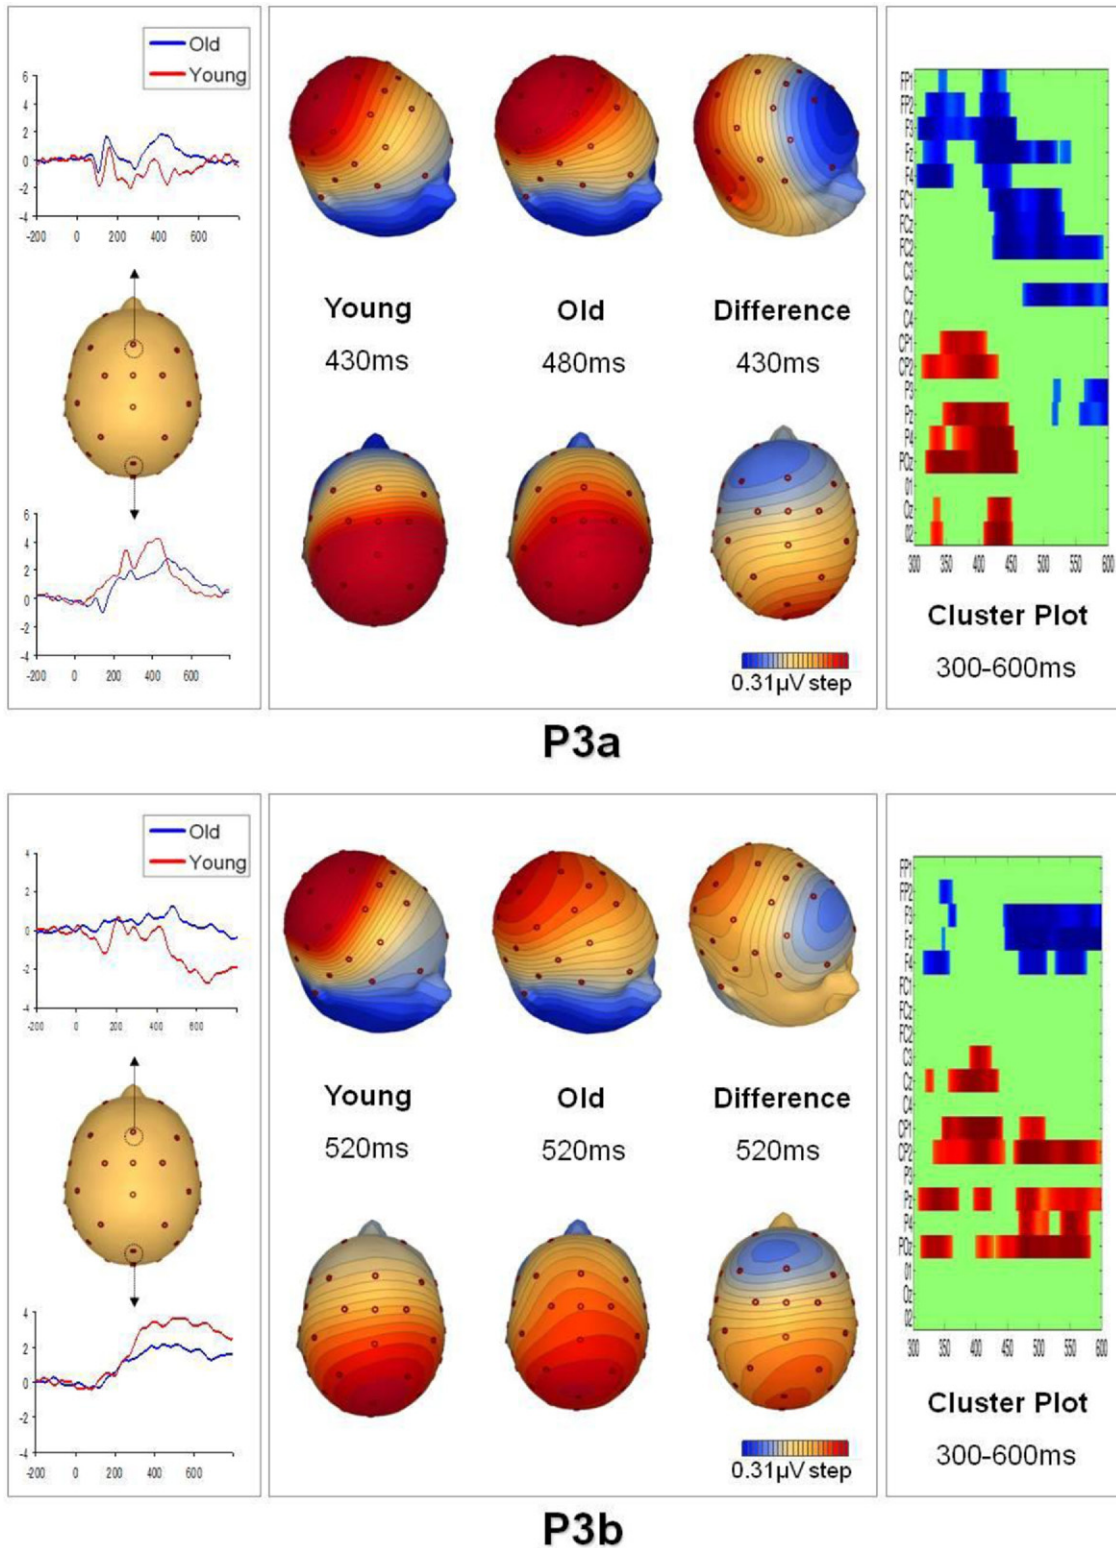 Old
Young
6
4
2
0
-2
-4
-200
0
200
400
600
6
4
2
0
-2
-4
-200
0
200
400
600
Young
Old
Difference
430ms
480ms
430ms
0.31µV step
FP1
FP2
F3
Fz
F4
FC1
FCz
FC2
C3
Cz
C4
CP1
CP2
P3
Pz
P4
POz
O1
Oz
O2
300
350
400
450
500
550
600
Cluster Plot
300-600ms
P3a
Old
Young
4
2
0
-2
-4
-200
0
200
400
600
4
2
0
-2
-4
-200
0
200
400
600
Young
Old
Difference
520ms
520ms
520ms
0.31µV step
FP1
FP2
F3
Fz
F4
FC1
FCz
FC2
C3
Cz
C4
CP1
CP2
P3
Pz
P4
POz
O1
Oz
O2
300
350
400
450
500
550
600
Cluster Plot
300-600ms
P3b